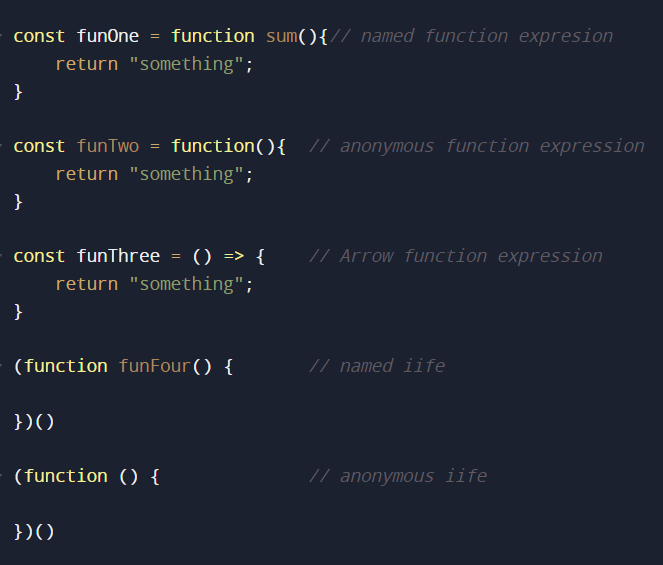 const funOne = function sum(){// named function expresion
    return "something";
}
const funTwo = function(){  // anonymous function expression
    return "something";
}
const funThree = () => {    // Arrow function expression
    return "something";
}
(function funFour() {       // named iife
})()
(function () {              // anonymous iife
})()